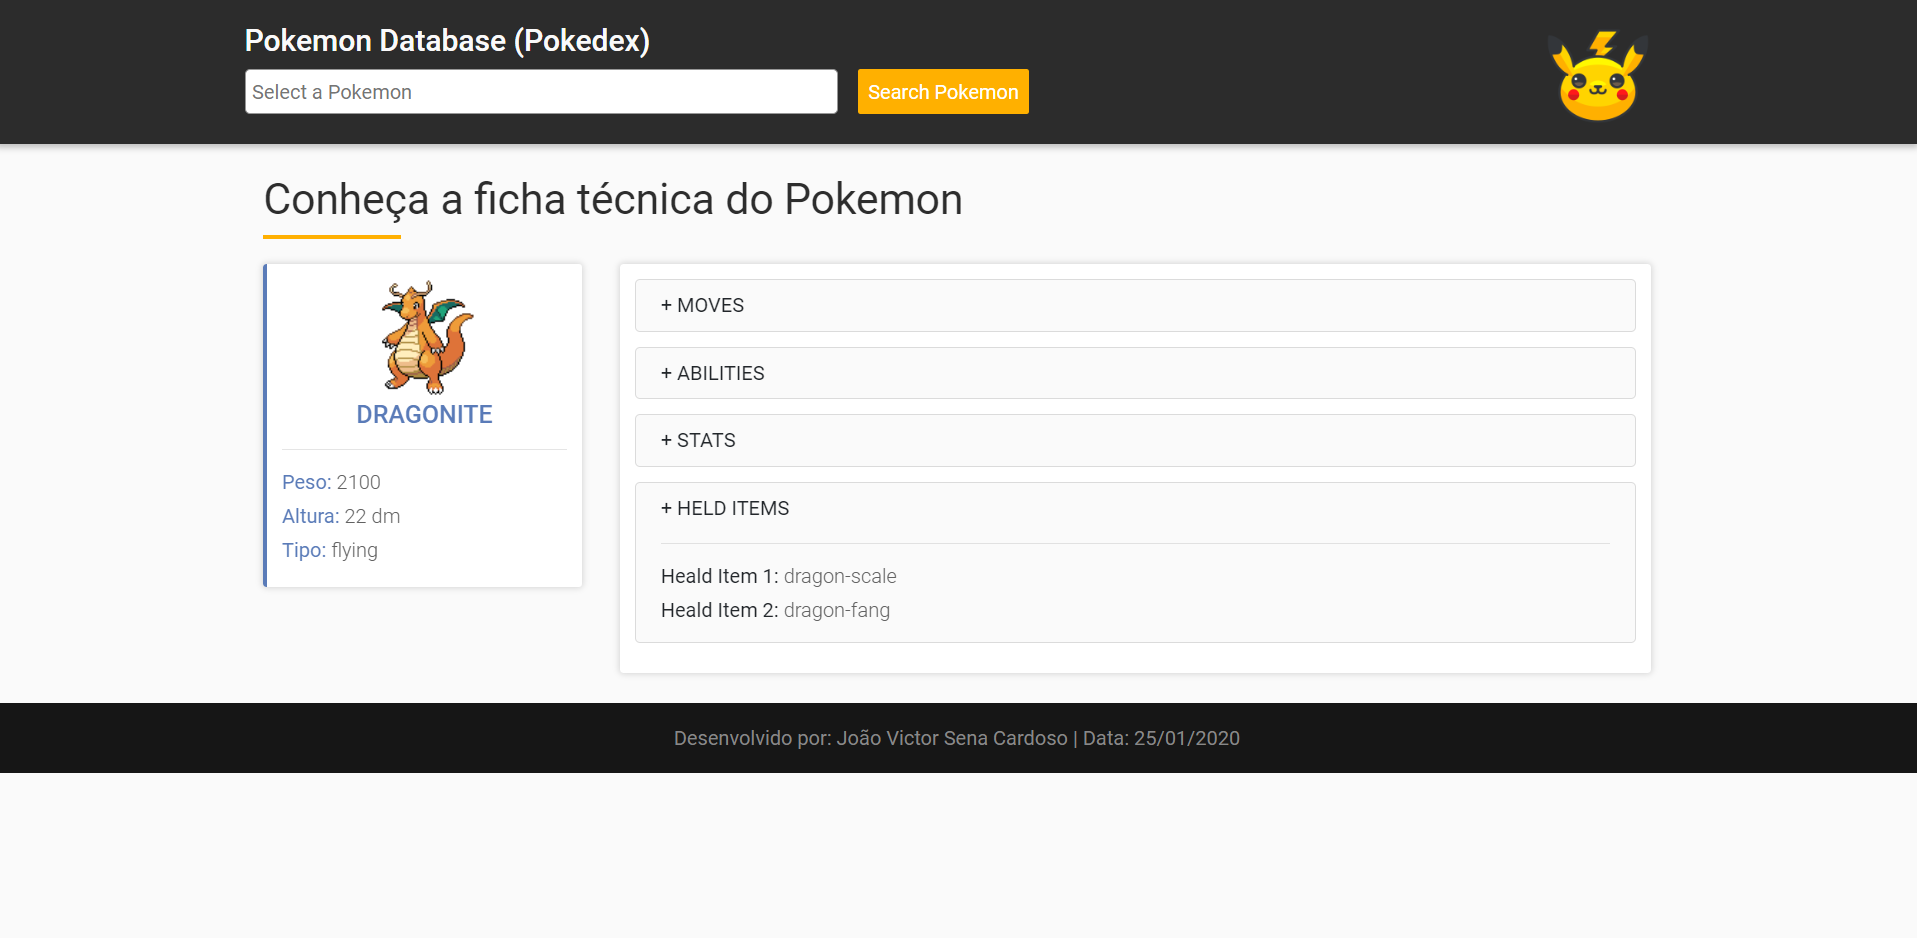 Pokemon Database (Pokedex)
Select a Pokemon
Search Pokemon
Conheça a ficha técnica do Pokemon
DRAGONITE
Peso: 2100
Altura: 22 dm
Tipo: flying
+ MOVES
+ ABILITIES
+ STATS
+ HELD ITEMS
Heald Item 1: dragon-scale
Heald Item 2: dragon-fang
Desenvolvido por: João Victor Sena Cardoso | Data: 25/01/2020